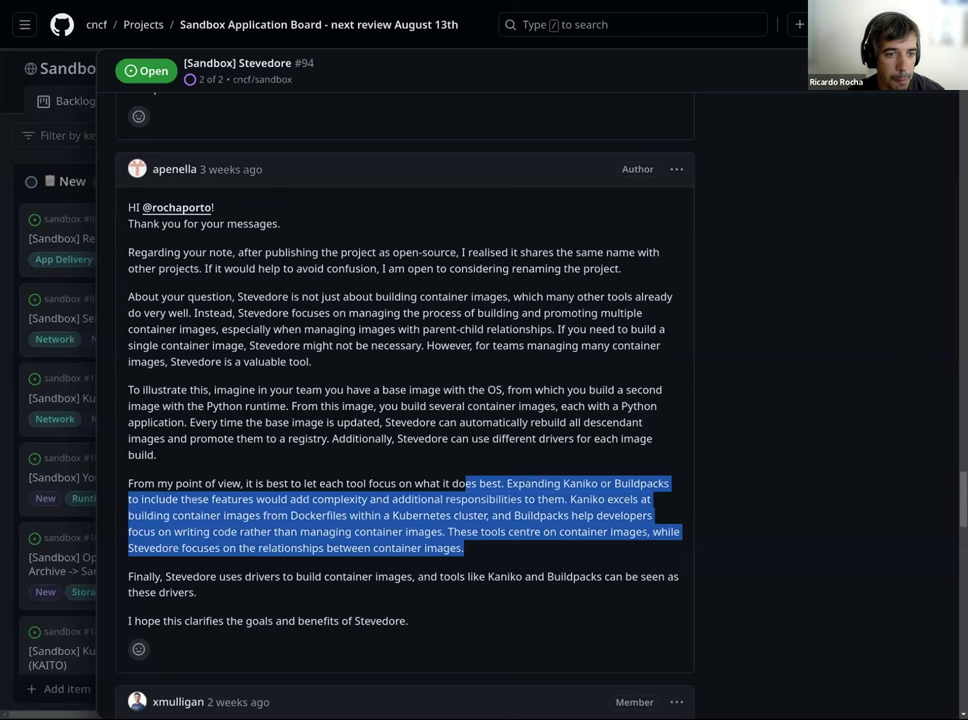 cncf / Projects / Sandbox Application Board - next review August 13th
Type / to search
Ricardo Rocha
Sandbo
Backlog
Filter by ke
New
sandbox #9
[Sandbox] Re
App Delivery
sandbox #9
[Sandbox] Se
Network
sandbox #1
[Sandbox] Ku
Network
sandbox #10
[Sandbox] Yo
New Runti
sandbox #10
[Sandbox] Op
Archive -> Sa
New Stora
sandbox #1
[Sandbox] Ku
(KAITO)
+ Add item
Open
[Sandbox] Stevedore #94
2 of 2 • cncf/sandbox
apenella 3 weeks ago
Author
HI @rochaporto!
Thank you for your messages.
Regarding your note, after publishing the project as open-source, I realised it shares the same name with
other projects. If it would help to avoid confusion, I am open to considering renaming the project.
About your question, Stevedore is not just about building container images, which many other tools already
do very well. Instead, Stevedore focuses on managing the process of building and promoting multiple
container images, especially when managing images with parent-child relationships. If you need to build a
single container image, Stevedore might not be necessary. However, for teams managing many container
images, Stevedore is a valuable tool.
To illustrate this, imagine in your team you have a base image with the OS, from which you build a second
image with the Python runtime. From this image, you build several container images, each with a Python
application. Every time the base image is updated, Stevedore can automatically rebuild all descendant
images and promote them to a registry. Additionally, Stevedore can use different drivers for each image
build.
From my point of view, it is best to let each tool focus on what it does best. Expanding Kaniko or Buildpacks
to include these features would add complexity and additional responsibilities to them. Kaniko excels at
building container images from Dockerfiles within a Kubernetes cluster, and Buildpacks help developers
focus on writing code rather than managing container images. These tools centre on container images, while
Stevedore focuses on the relationships between container images.
Finally, Stevedore uses drivers to build container images, and tools like Kaniko and Buildpacks can be seen as
these drivers.
I hope this clarifies the goals and benefits of Stevedore.
xmulligan 2 weeks ago
Member